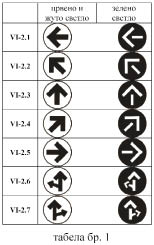 црвено и
жуто светло
зелено
светло
VI-2.1
VI-2.2
VI-2.3
VI-2.4
VI-2.5
VI-2.6
VI-2.7
табела бр. 1